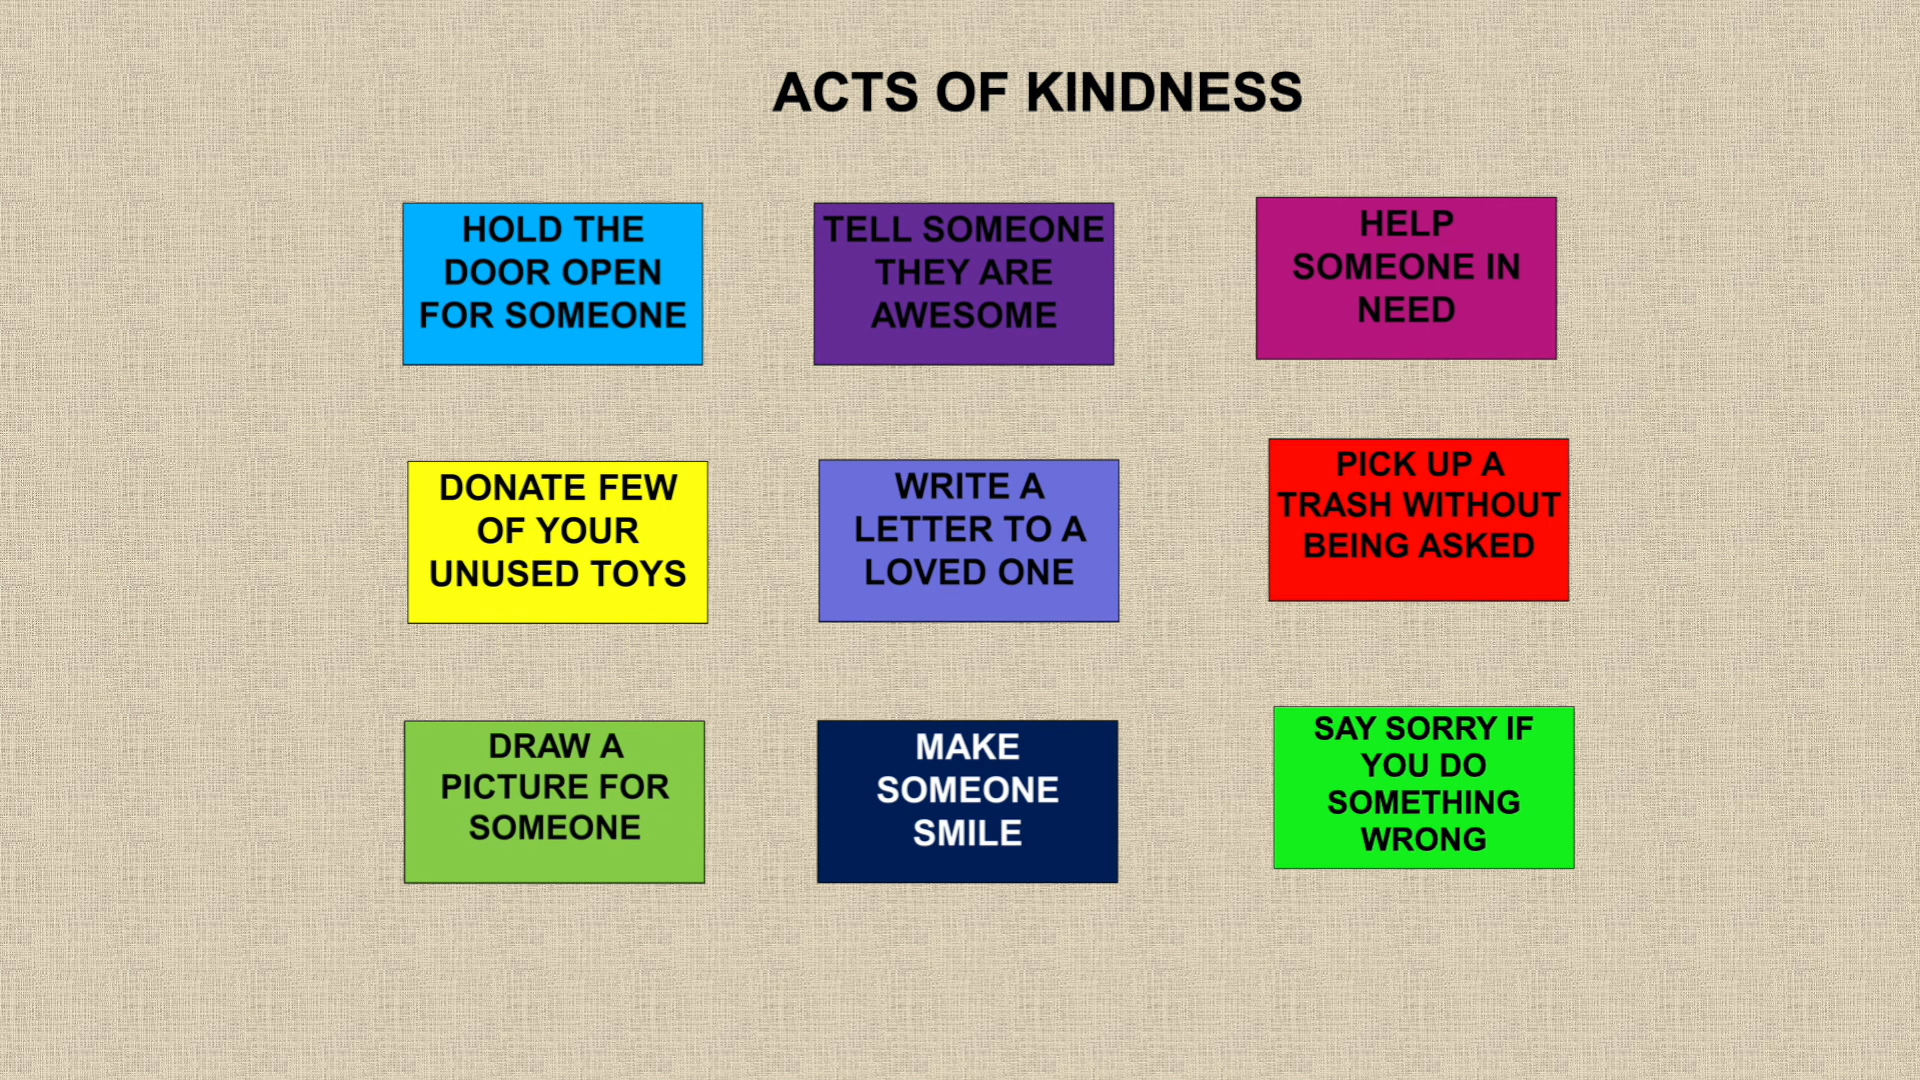 ACTS OF KINDNESS
HOLD THE
DOOR OPEN
FOR SOMEONE
TELL SOMEONE
THEY ARE
AWESOME
HELP
SOMEONE IN
NEED
DONATE FEW
OF YOUR
UNUSED TOYS
WRITE A
LETTER TO A
LOVED ONE
PICK UP A
TRASH WITHOUT
BEING ASKED
DRAW A
PICTURE FOR
SOMEONE
MAKE
SOMEONE
SMILE
SAY SORRY IF
YOU DO
SOMETHING
WRONG